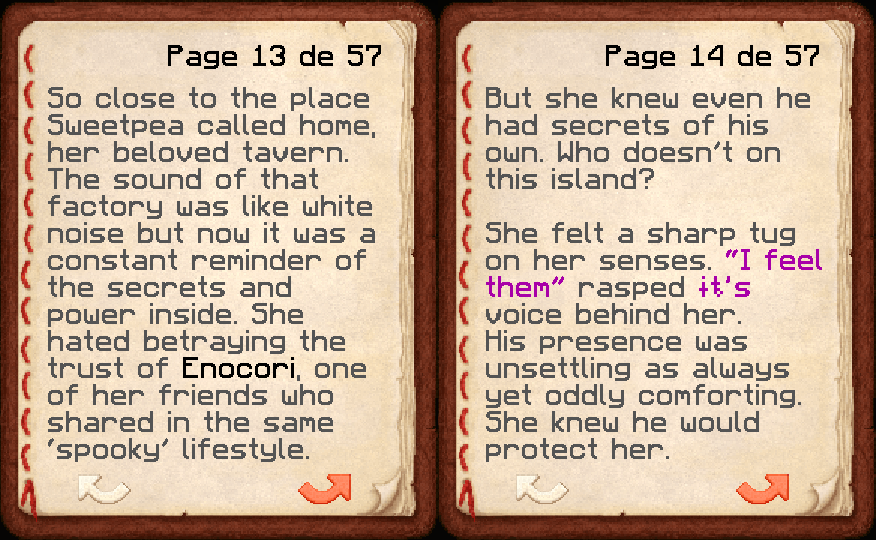 Page 13 de 57
So close to the place
Sweetpea called home,
her beloved tavern.
The sound of that
factory was like white
noise but now it was a
constant reminder of
the secrets and
power inside. She
hated betraying the
trust of Enocori, one
of her friends who
shared in the same
'spooky' lifestyle.
Page 14 de 57
But she knew even he
had secrets of his
own. Who doesn't on
this island?
She felt a sharp tug
on her senses. "I feel
them" rasped it's
voice behind her.
His presence was
unsettling as always
yet oddly comforting.
She knew he would
protect her.